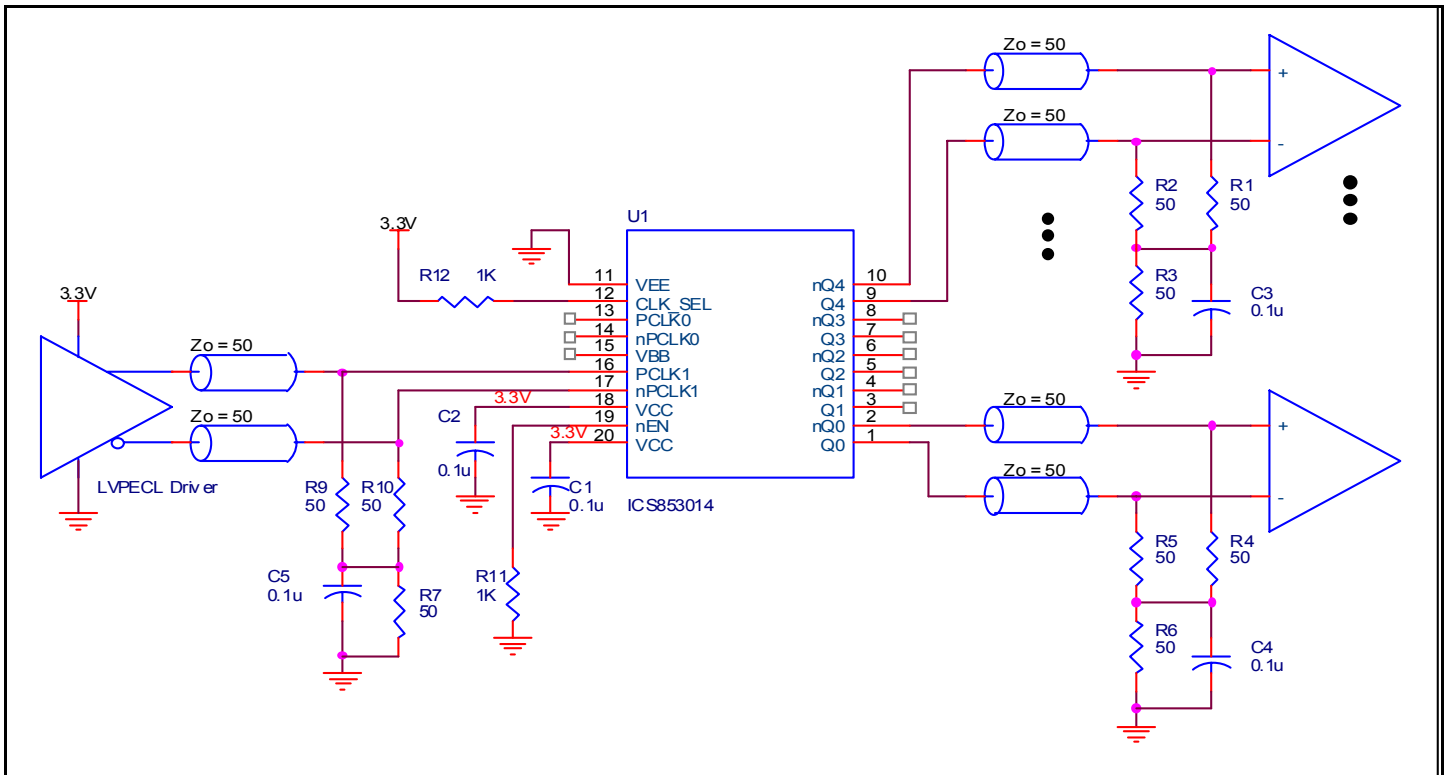 Zo = 50
+
Zo = 50
-
R2
50
R1
50
R3
50
C3
0.1u
3.3V
R12 1K
U1
11 VEE
12 CLK_SEL
13 PCLK0
14 nPCLK0
15 VBB
16 PCLK1
17 nPCLK1
18 VCC
19 nEN
20 VCC
nQ4 10
Q4 9
nQ3 8
Q3 7
nQ2 6
Q2 5
nQ1 4
Q1 3
nQ0 2
Q0 1
ICS853014
3.3V
Zo = 50
Zo = 50
LVPECL Driver
3.3V
C2
0.1u
3.3V
C1
0.1u
R9
50
R10
50
C5
0.1u
R7
50
R11
1K
Zo = 50
+
Zo = 50
-
R5
50
R4
50
R6
50
C4
0.1u